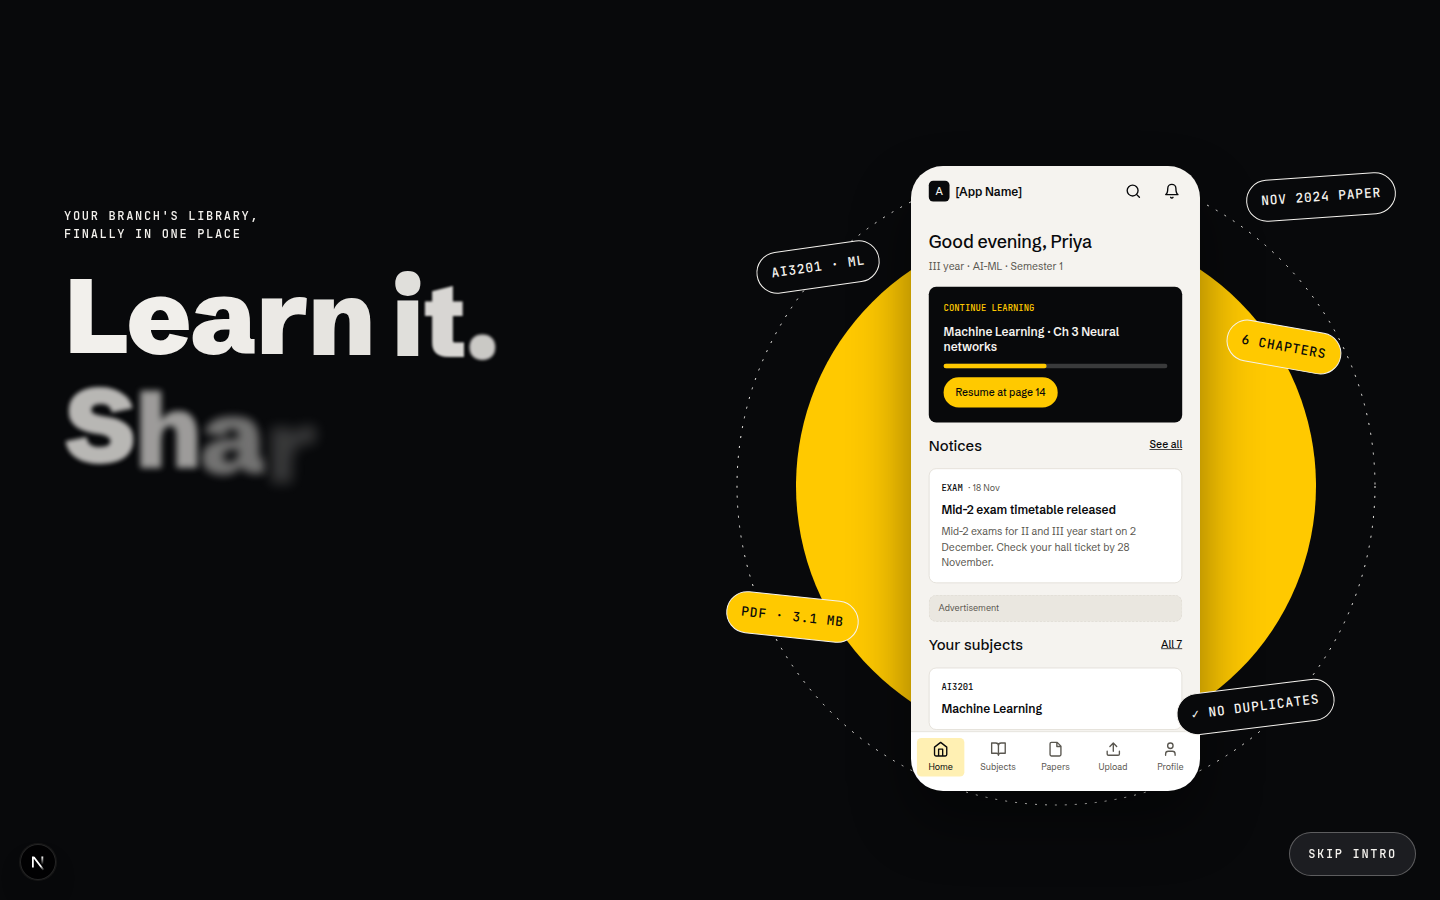 YOUR BRANCH'S LIBRARY,
FINALLY IN ONE PLACE
Learn it.
Shar
AI3201 · ML
NOV 2024 PAPER
6 CHAPTERS
PDF · 3.1 MB
✓ NO DUPLICATES
A [App Name]
Good evening, Priya
III year · AI-ML · Semester 1
CONTINUE LEARNING
Machine Learning · Ch 3 Neural
networks
Resume at page 14
Notices See all
EXAM · 18 Nov
Mid-2 exam timetable released
Mid-2 exams for II and III year start on 2
December. Check your hall ticket by 28
November.
Advertisement
Your subjects All 7
AI3201
Machine Learning
Home Subjects Papers Upload Profile
N
SKIP INTRO